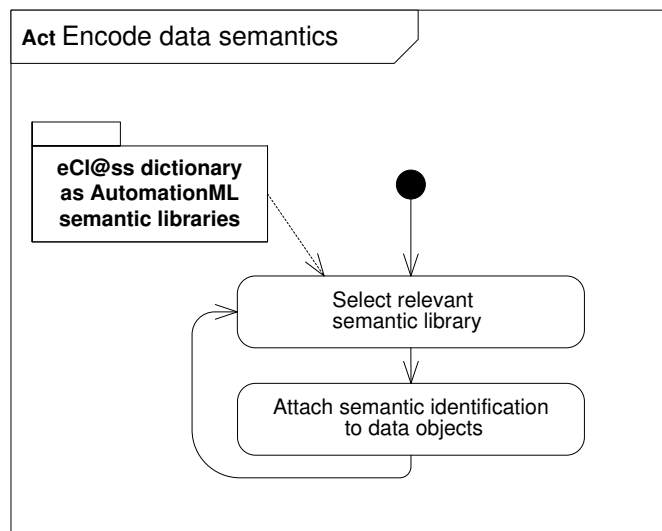 Act Encode data semantics
eCl@ss dictionary
as AutomationML
semantic libraries
Select relevant
semantic library
Attach semantic identification
to data objects